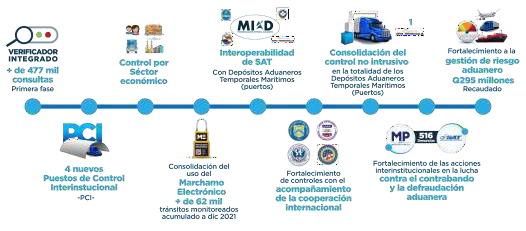 VERIFICADOR
INTEGRADO
+ de 477 mil
consultas
Primera fase
PCI
4 nuevos
Puestos de Control
Interinstucional
-PCI-
Control por
Séctor
económico
Consolidación del
uso del
Marchamo
Electrónico
+ de 62 mil
tránsitos monitoreados
acumulado a dic 2021
MIAD
Interoperabilidad
de SAT
Con Depósitos Aduaneros
Temporales Marítimos
(puertos)
Fortalecimiento
de controles con el
acompañamiento
de la cooperación
internacional
1
Consolidación del
control no intrusivo
en la totalidad de los
Depósitos Aduaneros
Temporales Marítimos
(Puertos)
MP
516
SAT
Fortalecimiento de las acciones
interinstitucionales en la lucha
contra el contrabando
y la defraudación
aduanera
Fortalecimiento a la
gestión de riesgo
aduanero
Q295 millones
Recaudado